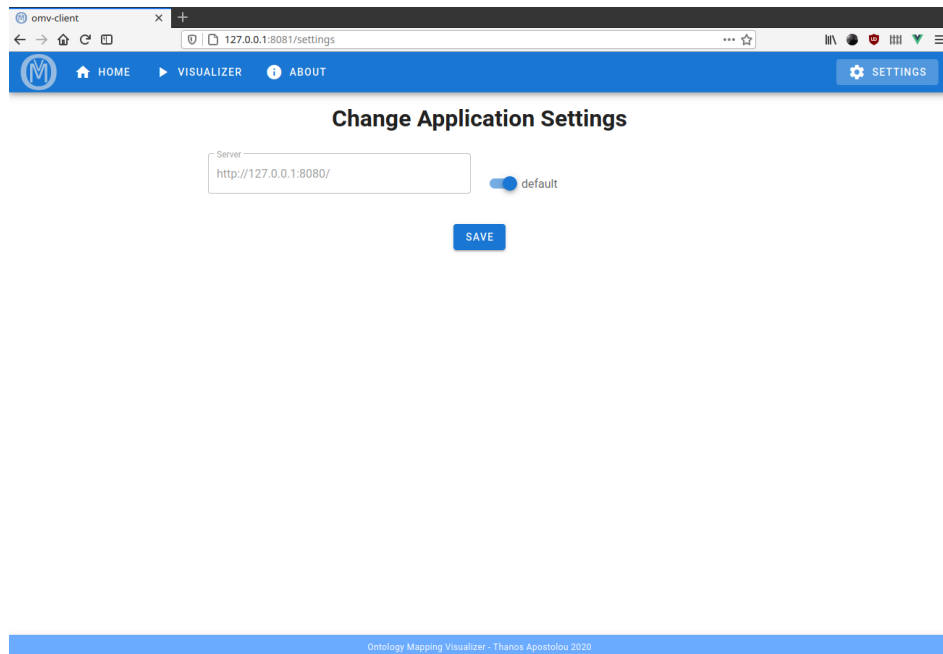 omv-client
127.0.0.1:8081/settings
HOME
VISUALIZER
ABOUT
SETTINGS
Change Application Settings
Server
http://127.0.0.1:8080/
default
SAVE
Ontology Mapping Visualizer - Thanos Apostolou 2020